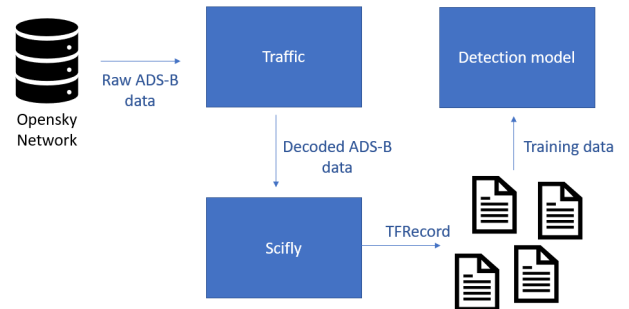 Opensky
Network
Raw ADS-B
data
Traffic
Decoded ADS-B
data
Scifly
TFRecord
Training data
Detection model